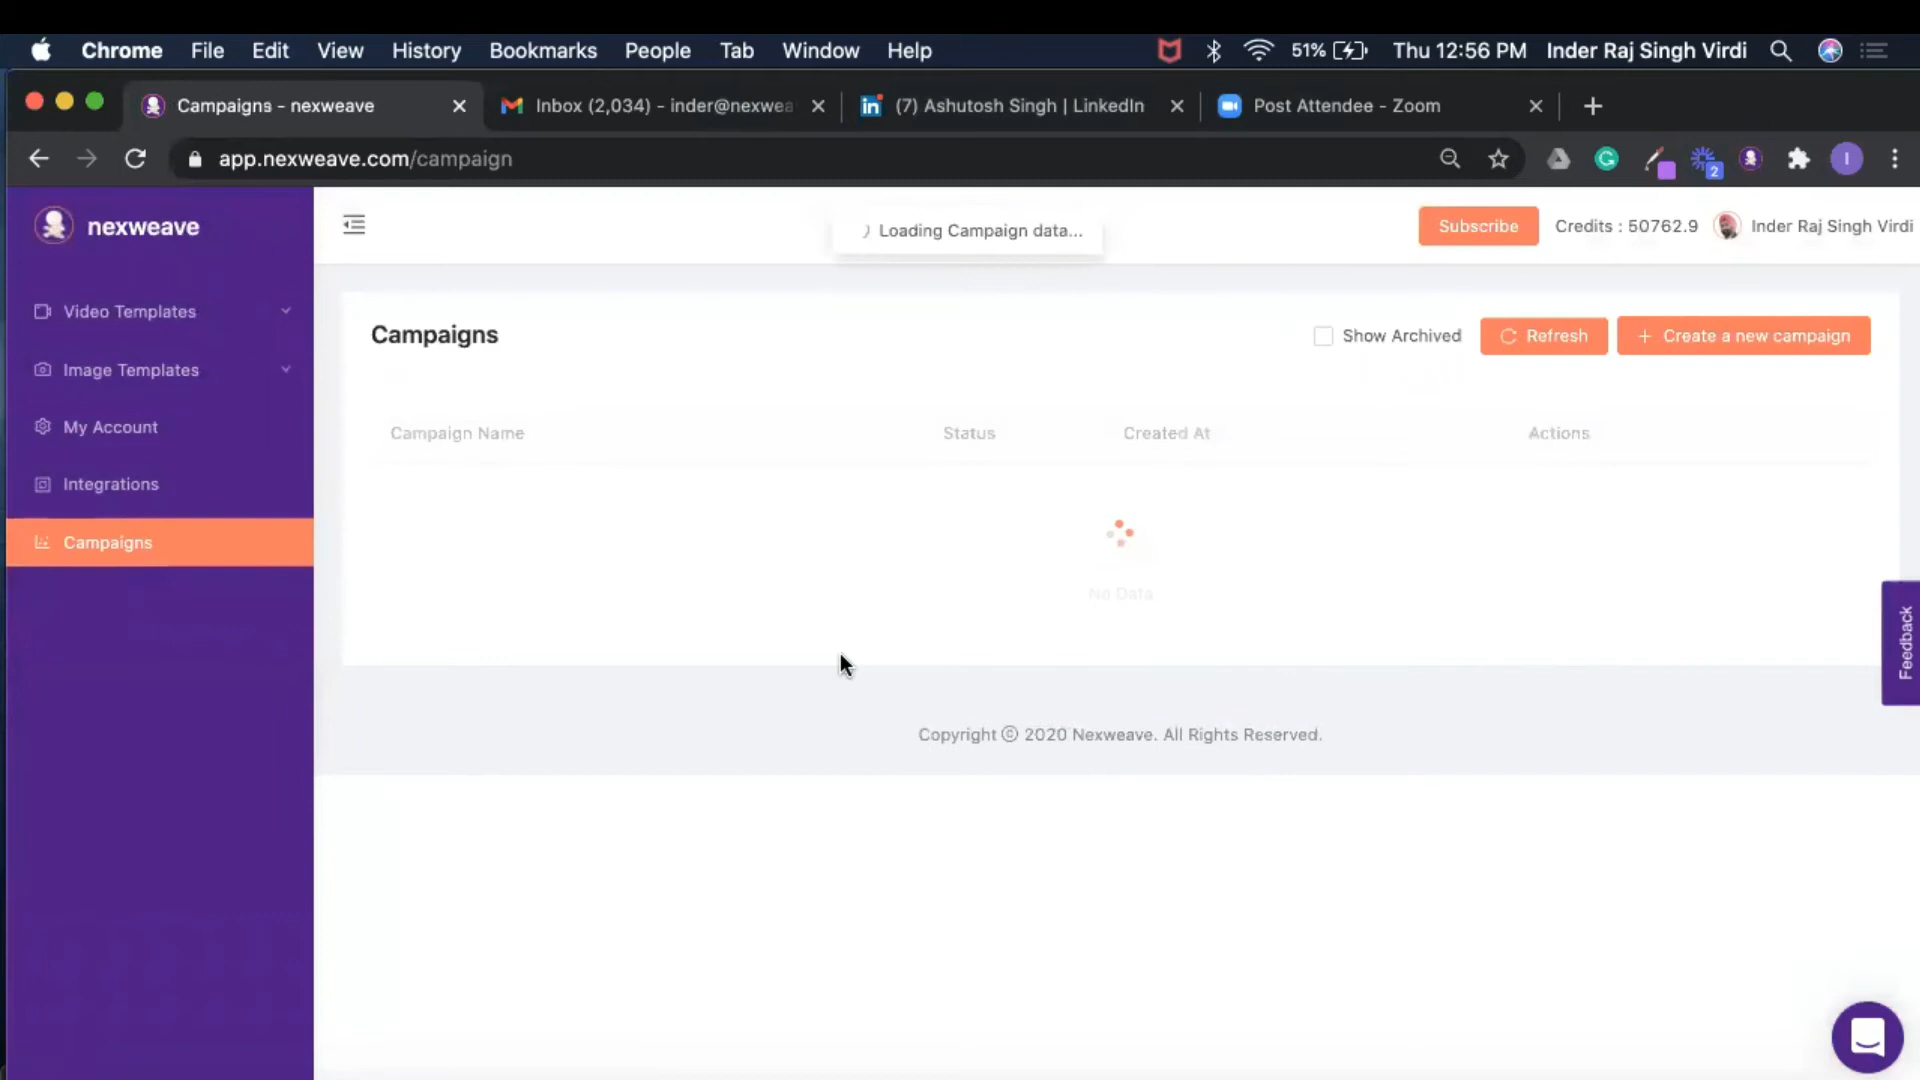 Chrome File Edit View History Bookmarks People Tab Window Help 51% Thu 12:56 PM Inder Raj Singh Virdi
Campaigns - nexweave Inbox (2,034) - inder@nexwea (7) Ashutosh Singh | LinkedIn Post Attendee - Zoom
app.nexweave.com/campaign 2 I
nexweave
Loading Campaign data...
Subscribe Credits : 50762.9 Inder Raj Singh Virdi
Video Templates
Image Templates
My Account
Integrations
Campaigns
Campaigns Show Archived Refresh + Create a new campaign
Campaign Name Status Created At Actions
No Data
Feedback
Copyright © 2020 Nexweave. All Rights Reserved.